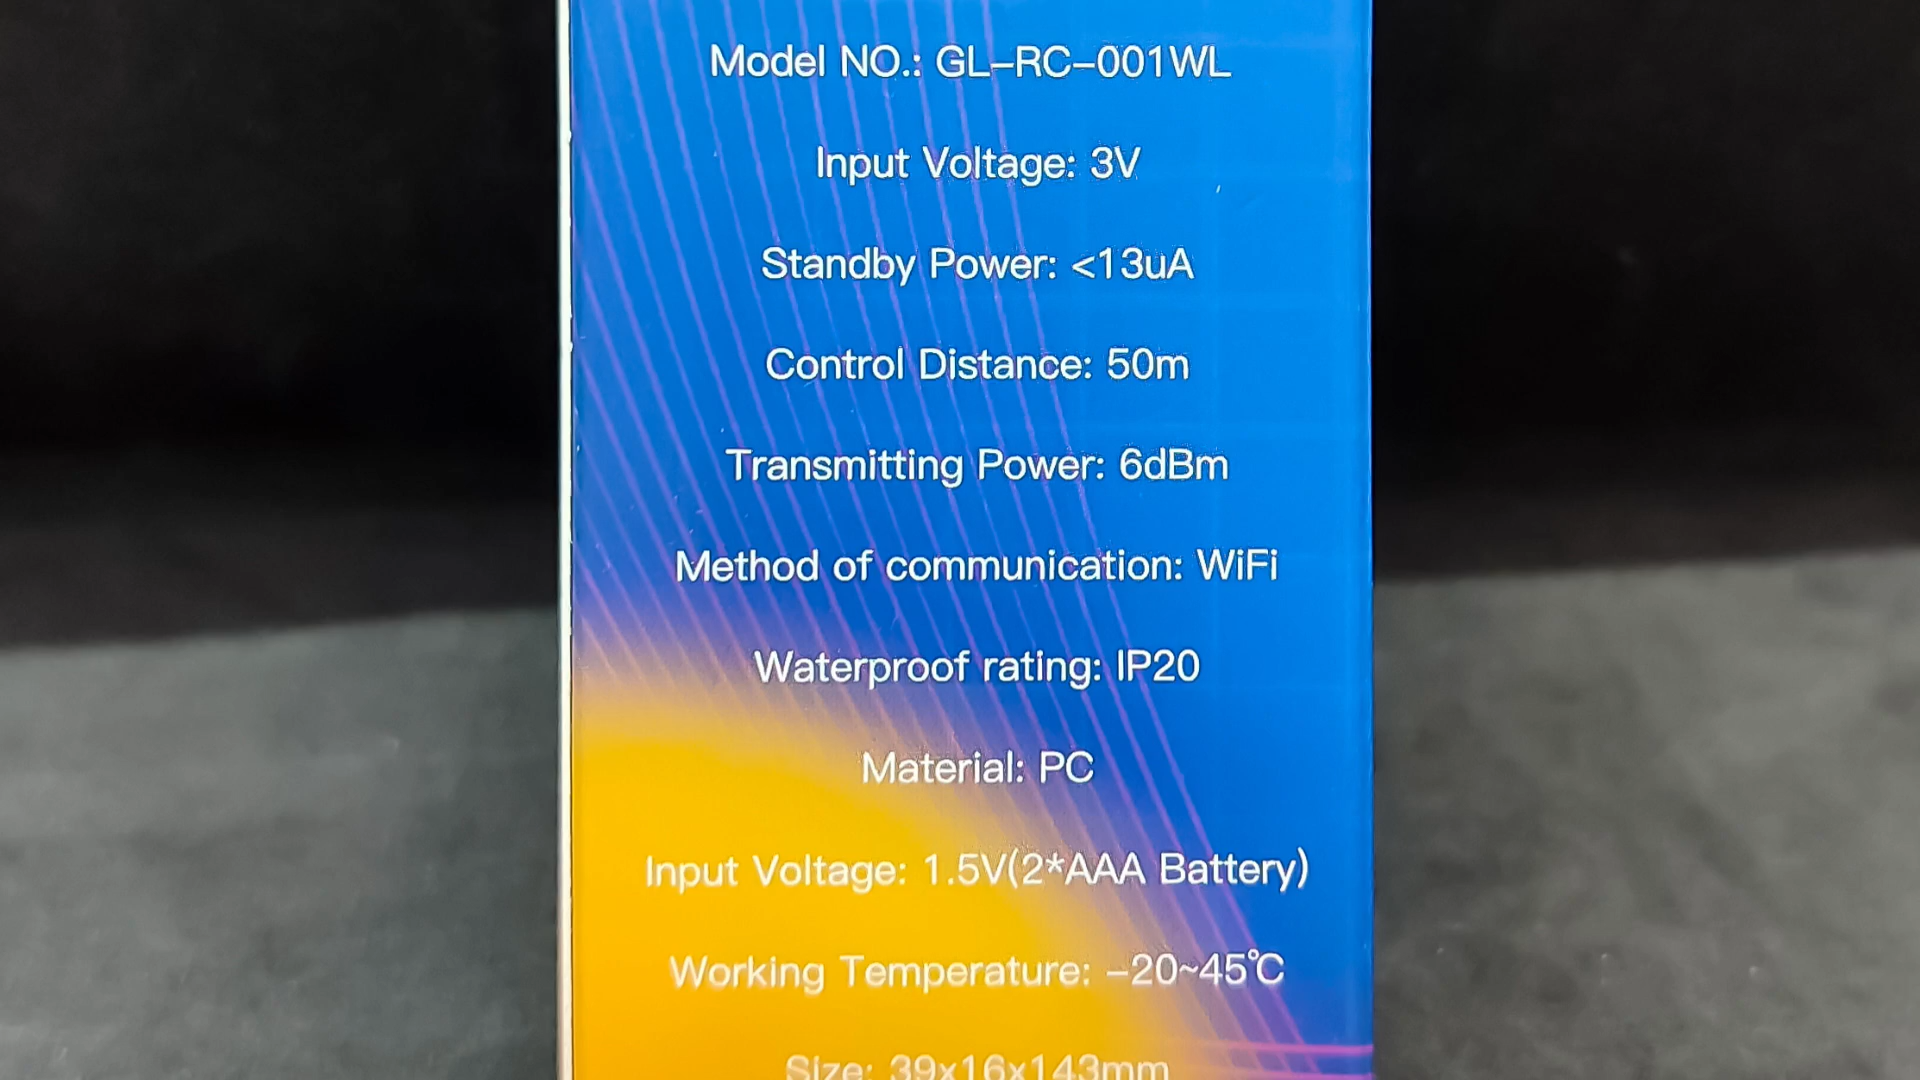 Model NO.: GL-RC-001WL
Input Voltage: 3V
Standby Power: <13uA
Control Distance: 50m
Transmitting Power: 6dBm
Method of communication: WiFi
Waterproof rating: IP20
Material: PC
Input Voltage: 1.5V(2*AAA Battery)
Working Temperature: -20~45℃
Size: 39x16x143mm